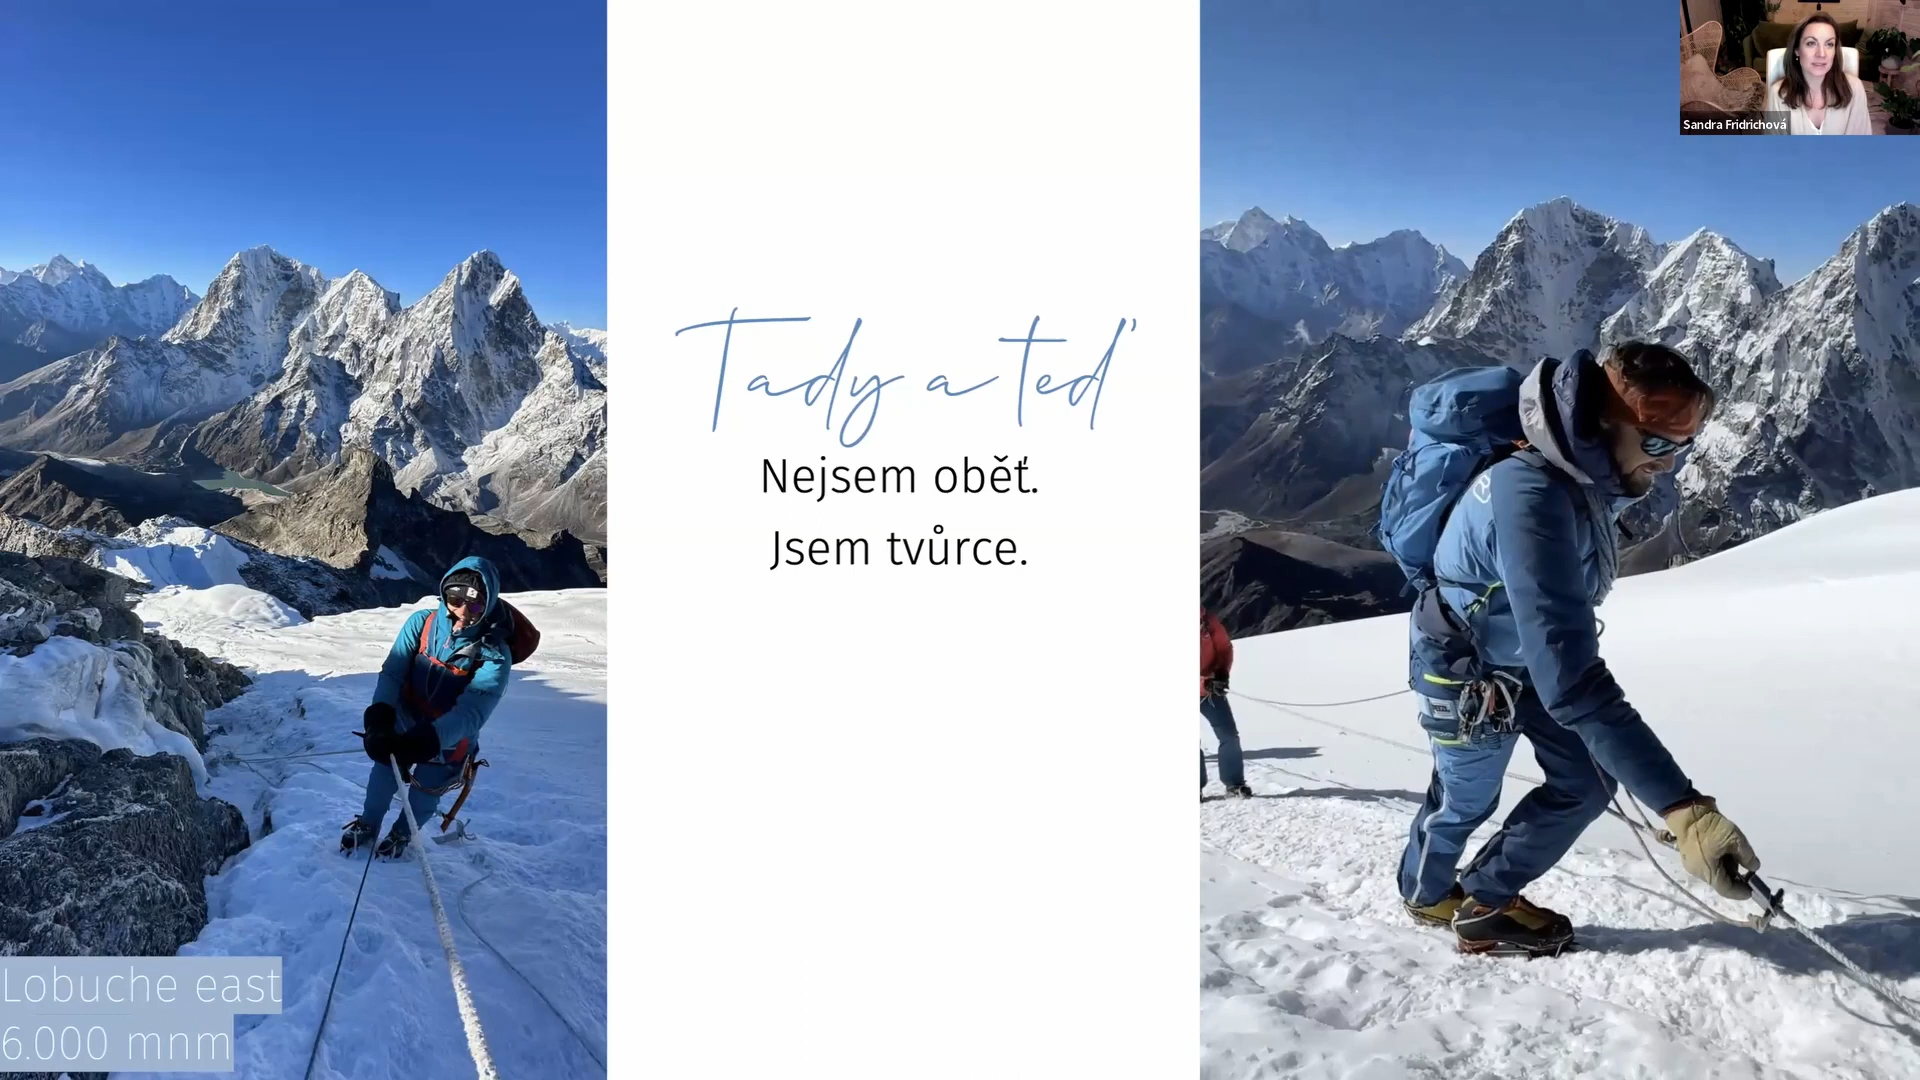 Sandra Fridrichová
Tady a teď
Nejsem oběť.
Jsem tvůrce.
Lobuche east
6.000 mnm